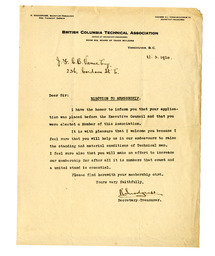 BRITISH COLUMBIA TECHNICAL ASSOCIATION
Dear Sir:
ELECTION TO MEMBERSHIP.
I have the honor to inform you that your application
was placed before the Executive Council and that you
were elected a Member of this association.
It is with pleasure that I welcome you because I
feel sure that you will help us in our endeavours to raise
the standing and material conditions of Technical men.
I feel sure also that you will make an effort to increase
our membership for after all it is numbers that count and
a united stand is essential.
Please find herewith your membership card.
Yours very faithfully,
Secretary-Treasurer.